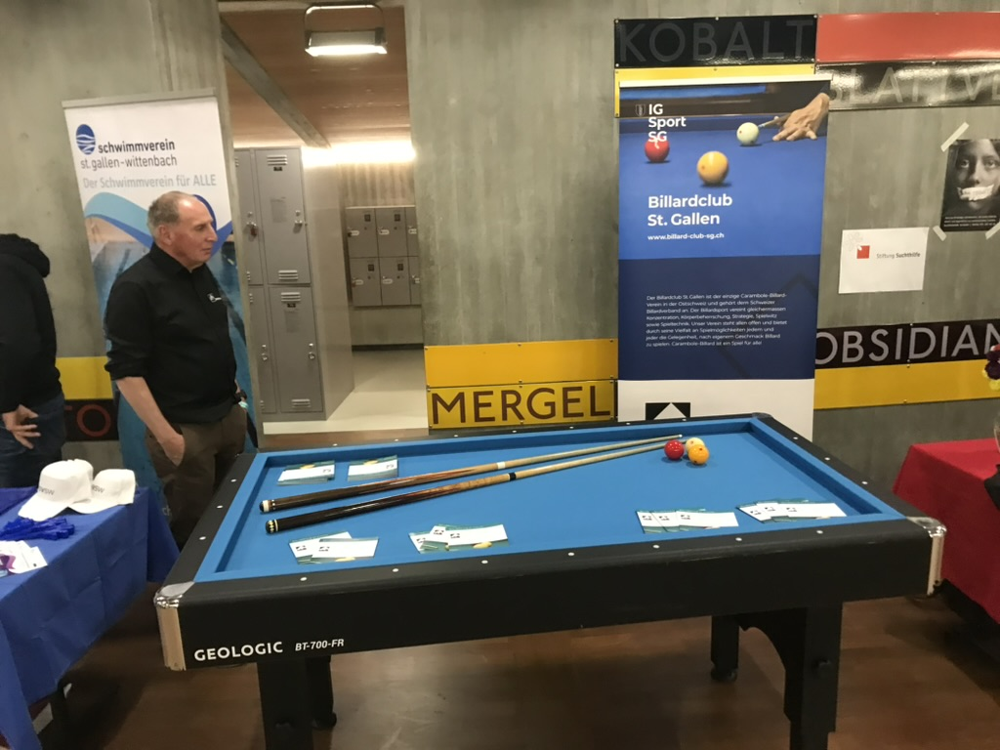 KOBALT
schwimmverein
st.gallen-wittenbach
Der Schwimmverein für ALLE
IG
Sport
SG
Billardclub
St. Gallen
www.billard-club-sg.ch
Der Billardclub St. Gallen ist der einzige Carambole-Billard-
Verein in der Ostschweiz und gehört dem Schweizer
Billardverband an. Der Billardsport vereint gleichermassen
Konzentration, Körperbeherrschung, Strategie, Spielwitz
sowie Spieltechnik. Unser Verein steht allen offen und bietet
durch seine Vielfalt an Spielmöglichkeiten jedem und
jeder die Gelegenheit, nach eigenem Geschmack Billard
zu spielen. Carambole-Billard ist ein Spiel für alle!
Stiftung Suchthilfe
OBSIDIAN
MERGEL
GEOLOGIC BT-700-FR